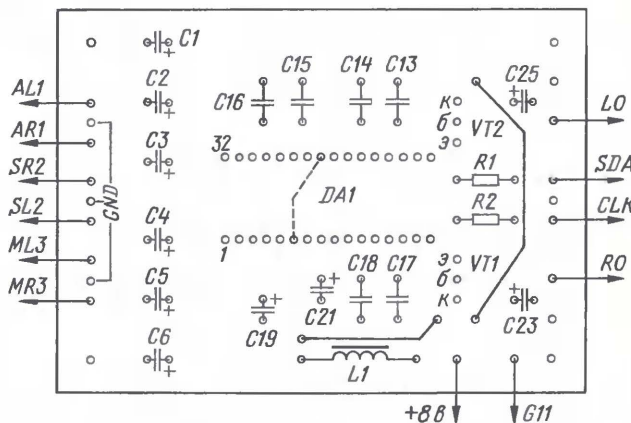 C1
C2
C3
C4
C5
C6
AL1
AR1
SR2
SL2
ML3
MR3
GND
C16
C15
C14
C13
C25
к
б
э
VT2
32
1
DA1
R1
R2
э
б
к
VT1
C19
C21
C18
C17
C23
L1
LO
SDA
CLK
RO
+8В
G11